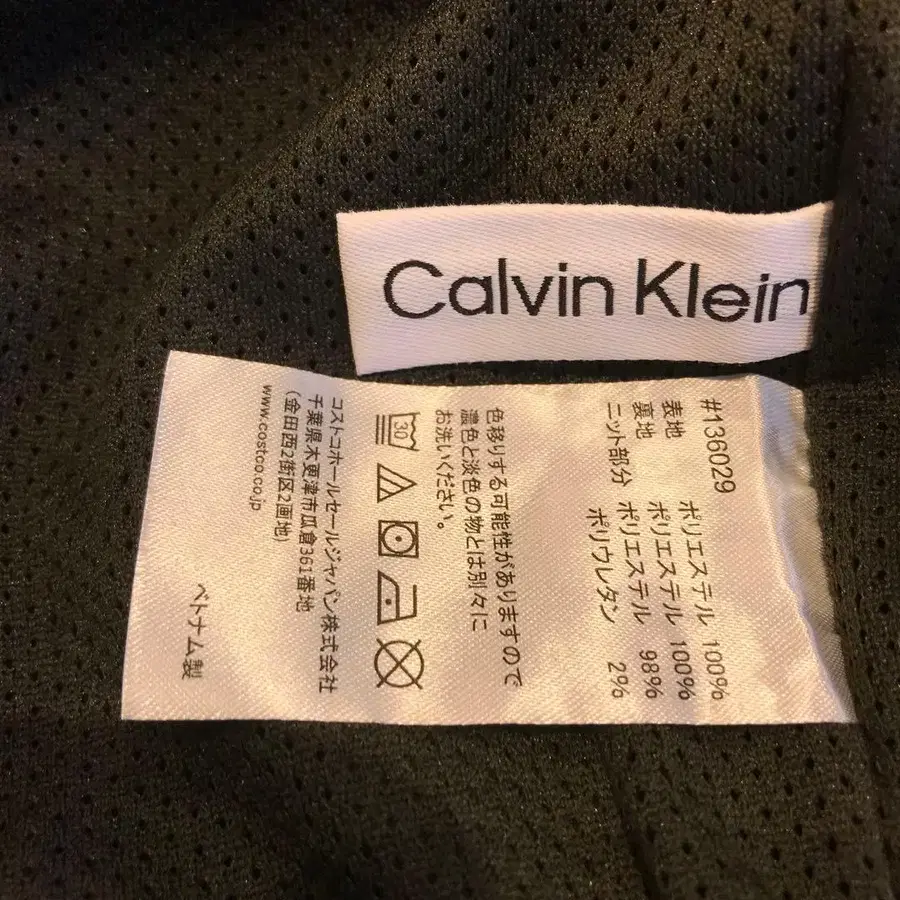 Calvin Klein
#136029
表地 ポリエステル 100%
裏地 ポリエステル 100%
ニット部分 ポリエステル 98%
ポリウレタン 2%
色移りする可能性がありますので
濃色と淡色の物とは別々に
お洗いください。
30
コストコホールセールジャパン株式会社
千葉県木更津市瓜倉361番地
(金田西2街区2画地)
www.costco.co.jp
ベトナム製